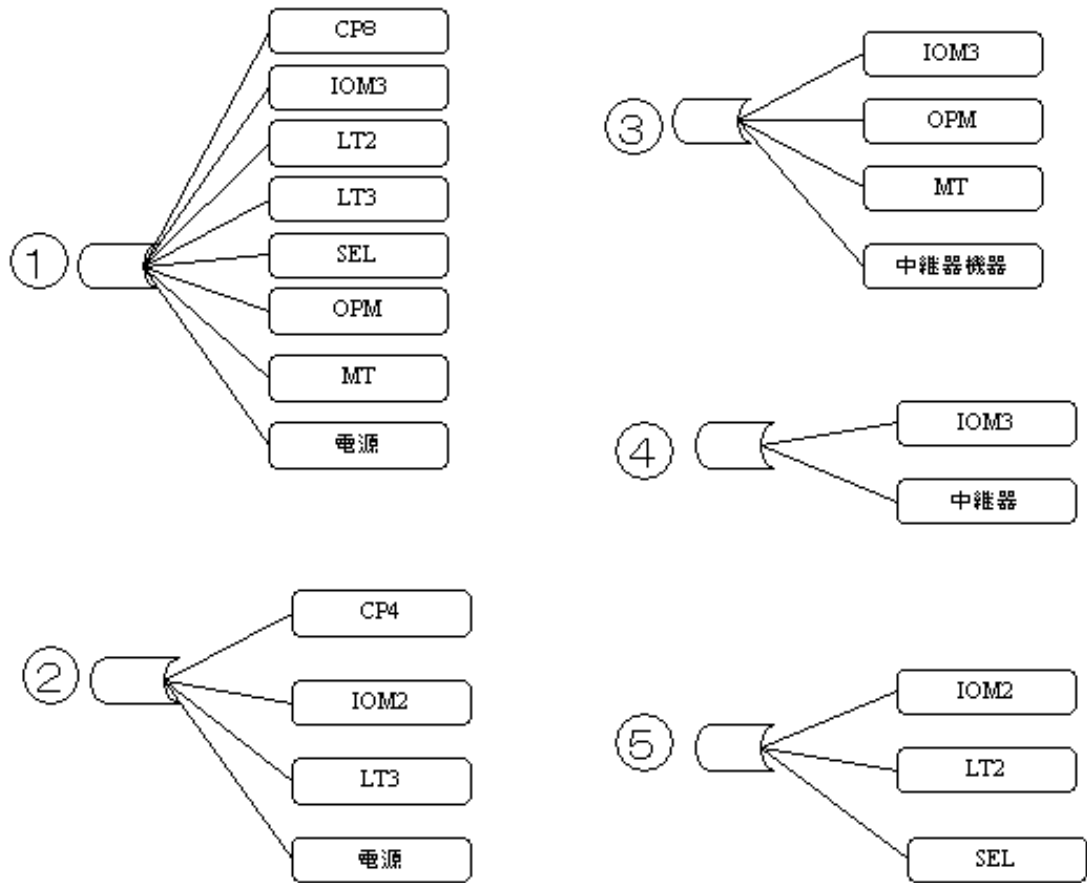 ①
CP8
IOM3
LT2
LT3
SEL
OPM
MT
電源
②
CP4
IOM2
LT3
電源
③
IOM3
OPM
MT
中継器機器
④
IOM3
中継器
⑤
IOM2
LT2
SEL